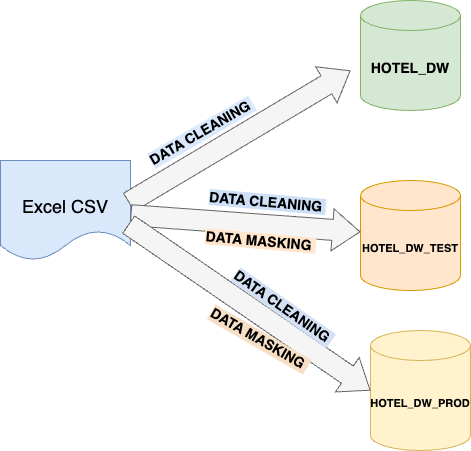 HOTEL_DW
DATA CLEANING
Excel CSV
DATA CLEANING
DATA MASKING
HOTEL_DW_TEST
DATA CLEANING
DATA MASKING
HOTEL_DW_PROD